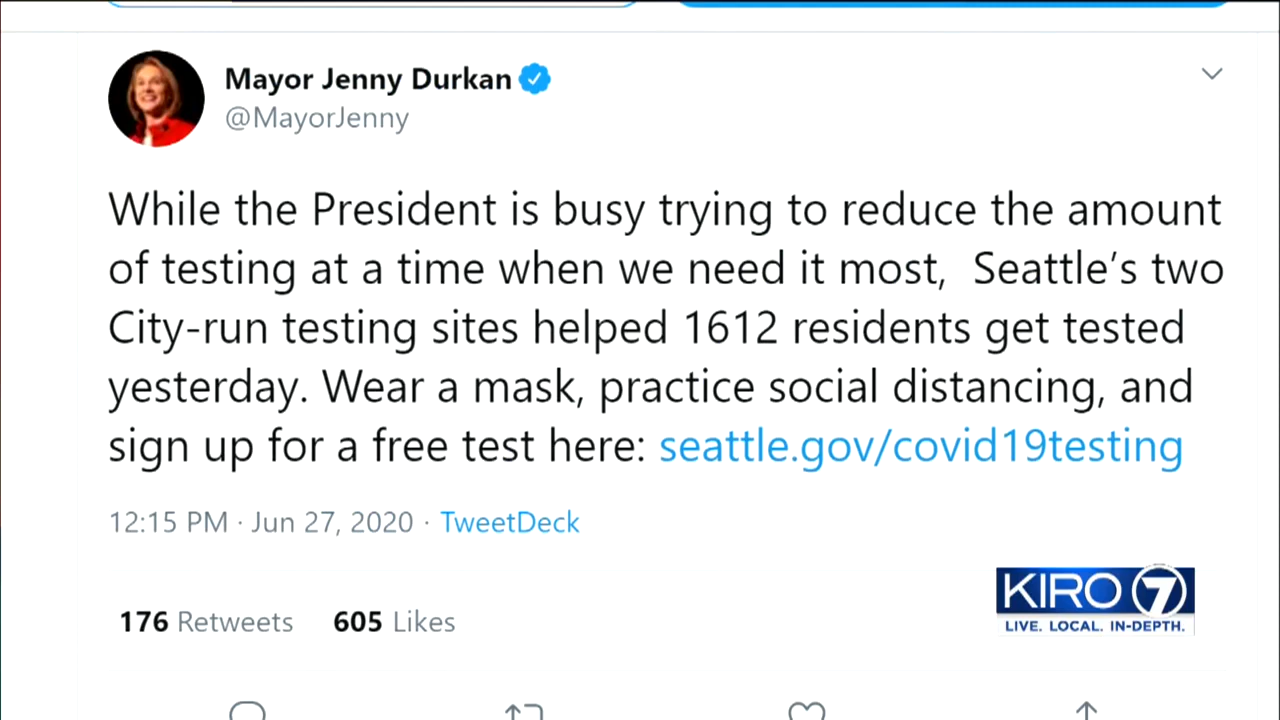 Mayor Jenny Durkan
@MayorJenny
While the President is busy trying to reduce the amount
of testing at a time when we need it most,  Seattle’s two
City-run testing sites helped 1612 residents get tested
yesterday. Wear a mask, practice social distancing, and
sign up for a free test here: seattle.gov/covid19testing
12:15 PM · Jun 27, 2020 · TweetDeck
176 Retweets 605 Likes
KIRO 7
LIVE. LOCAL. IN-DEPTH.